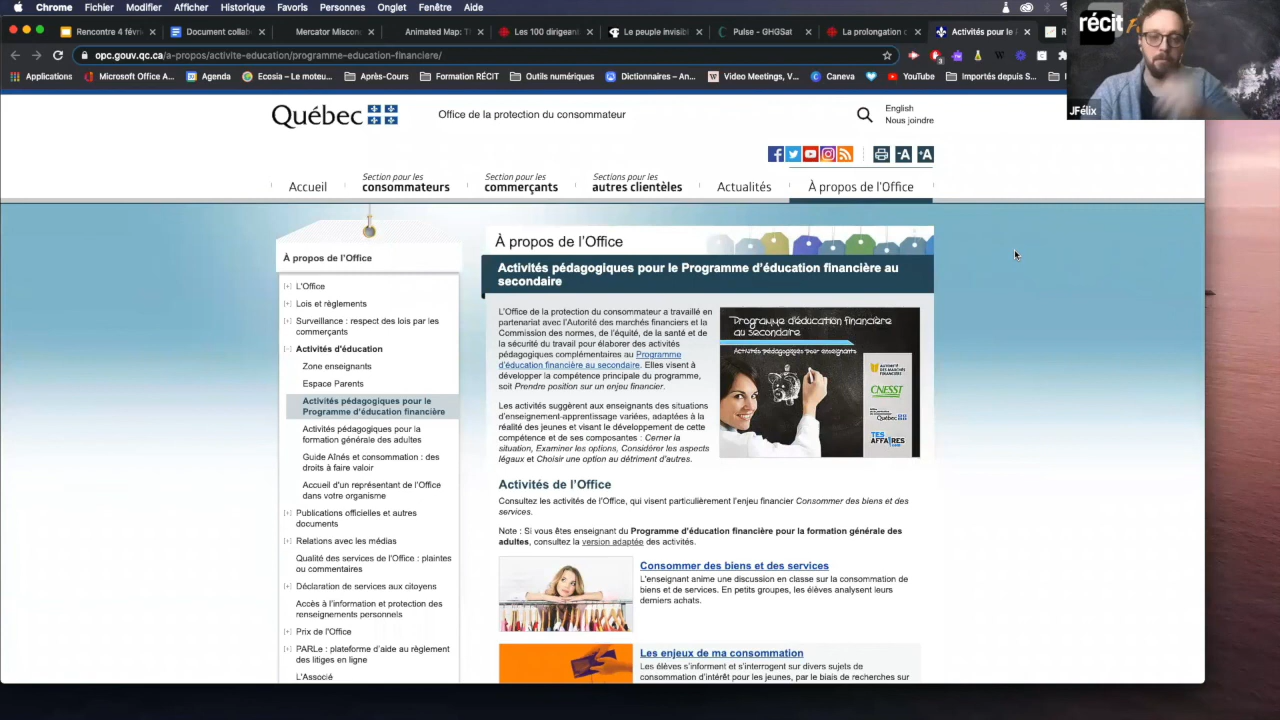 Chrome Fichier Modifier Afficher Historique Favoris Personnes Onglet Fenêtre Aide
Rencontre 4 févr
Document collab
Mercator Miscon
Animated Map: T
Les 100 dirigean
Le peuple invisib
Pulse - GHGSat
La prolongation d
Activités pour le
opc.gouv.qc.ca/a-propos/activite-education/programme-education-financiere/
Applications
Microsoft Office A...
Agenda
Ecosia – Le moteu...
Après-Cours
Formation RÉCIT
Outils numériques
Dictionnaires – An...
Video Meetings, V...
Caneva
YouTube
Importés depuis S...
récit
JFélix
Québec
Office de la protection du consommateur
English
Nous joindre
-A
+A
Accueil
Section pour les
consommateurs
Section pour les
commerçants
Sections pour les
autres clientèles
Actualités
À propos de l'Office
À propos de l'Office
L'Office
Lois et règlements
Surveillance : respect des lois par les
commerçants
Activités d'éducation
Zone enseignants
Espace Parents
Activités pédagogiques pour le
Programme d'éducation financière
Activités pédagogiques pour la
formation générale des adultes
Guide Aînés et consommation : des
droits à faire valoir
Accueil d'un représentant de l'Office
dans votre organisme
Publications officielles et autres
documents
Relations avec les médias
Qualité des services de l'Office : plaintes
ou commentaires
Déclaration de services aux citoyens
Accès à l'information et protection des
renseignements personnels
Prix de l'Office
PARLe : plateforme d'aide au règlement
des litiges en ligne
L'Associé
À propos de l'Office
Activités pédagogiques pour le Programme d'éducation financière au
secondaire
L'Office de la protection du consommateur a travaillé en
partenariat avec l'Autorité des marchés financiers et la
Commission des normes, de l'équité, de la santé et de
la sécurité du travail pour élaborer des activités
pédagogiques complémentaires au Programme
d'éducation financière au secondaire. Elles visent à
développer la compétence principale du programme,
soit Prendre position sur un enjeu financier.
Les activités suggèrent aux enseignants des situations
d'enseignement-apprentissage variées, adaptées à la
réalité des jeunes et visant le développement de cette
compétence et de ses composantes : Cerner la
situation, Examiner les options, Considérer les aspects
légaux et Choisir une option au détriment d'autres.
Programme d'éducation financière
au secondaire
Activités pédagogiques pour enseignants
AUTORITÉ
DES MARCHÉS
FINANCIERS
CNESST
Québec
TES
AFFAIRES
Activités de l'Office
Consultez les activités de l'Office, qui visent particulièrement l'enjeu financier Consommer des biens et des
services.
Note : Si vous êtes enseignant du Programme d'éducation financière pour la formation générale des
adultes, consultez la version adaptée des activités.
Consommer des biens et des services
L'enseignant anime une discussion en classe sur la consommation de
biens et de services. En petits groupes, les élèves analysent leurs
derniers achats.
Les enjeux de ma consommation
Les élèves s'informent et s'interrogent sur divers sujets de
consommation d'intérêt pour les jeunes, par le biais de recherches sur